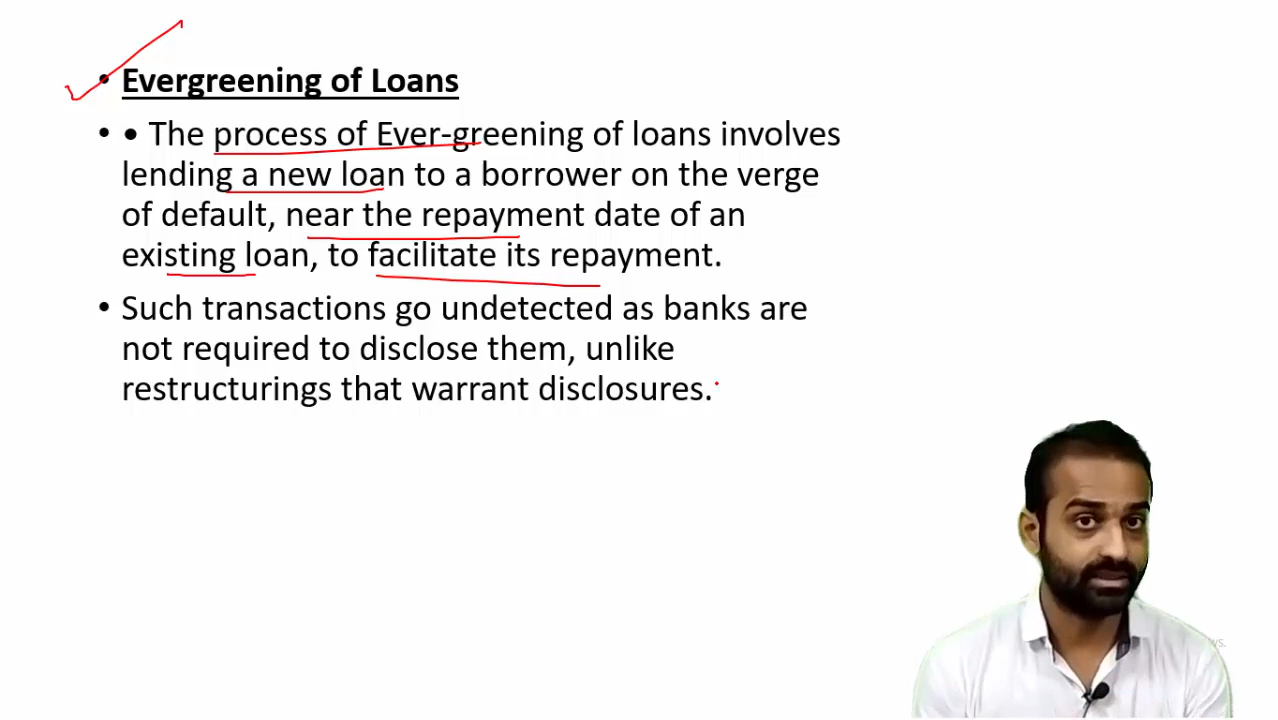 • Evergreening of Loans
• • The process of Ever-greening of loans involves
lending a new loan to a borrower on the verge
of default, near the repayment date of an
existing loan, to facilitate its repayment.
• Such transactions go undetected as banks are
not required to disclose them, unlike
restructurings that warrant disclosures.